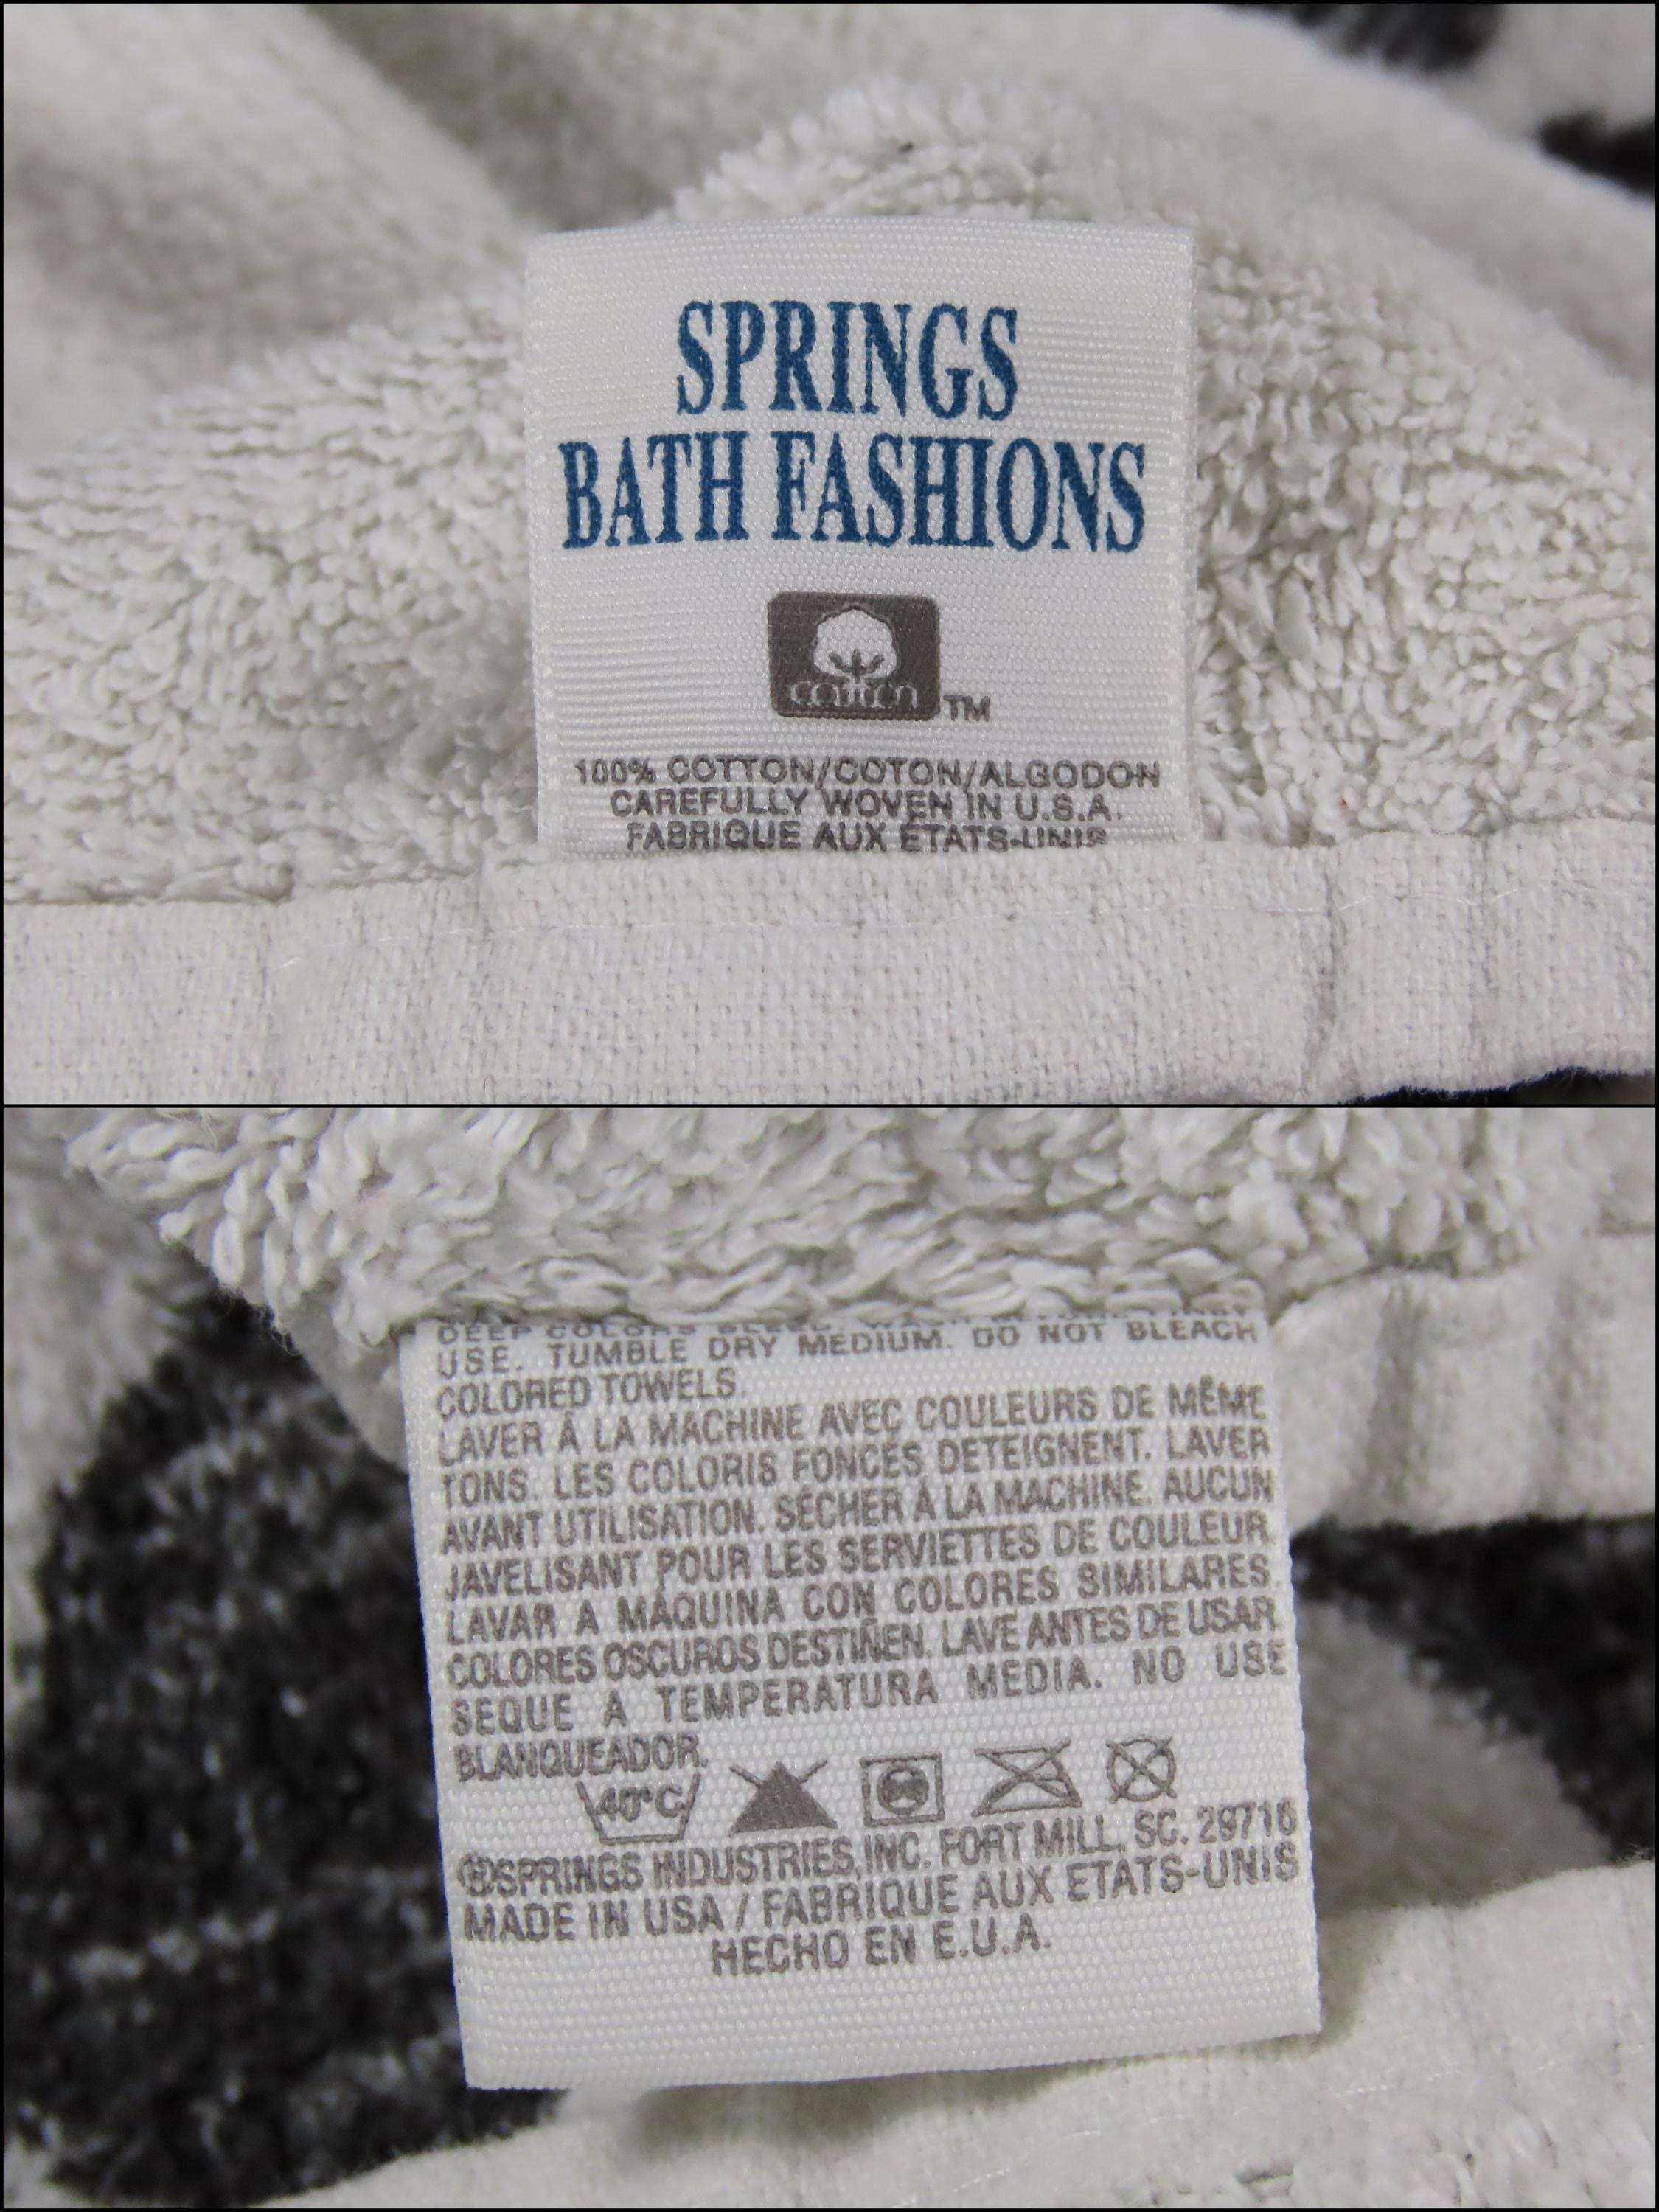 SPRINGS
BATH FASHIONS
cotton
TM
100% COTTON/COTON/ALGODON
CAREFULLY WOVEN IN U.S.A.
FABRIQUE AUX ÉTATS-UNIS
DEEP COLORS
USE. TUMBLE DRY MEDIUM. DO NOT BLEACH
COLORED TOWELS.
LAVER À LA MACHINE AVEC COULEURS DE MÊME
TONS. LES COLORIS FONCÉS DETEIGNENT. LAVER
AVANT UTILISATION. SÉCHER À LA MACHINE. AUCUN
JAVELISANT POUR LES SERVIETTES DE COULEUR.
LAVAR A MÁQUINA CON COLORES SIMILARES.
COLORES OSCUROS DESTIÑEN. LAVE ANTES DE USAR.
SEQUE A TEMPERATURA MEDIA. NO USE
BLANQUEADOR.
40°C
®SPRINGS INDUSTRIES, INC. FORT MILL, SC. 29716
MADE IN USA / FABRIQUE AUX ETATS-UNIS
HECHO EN E.U.A.